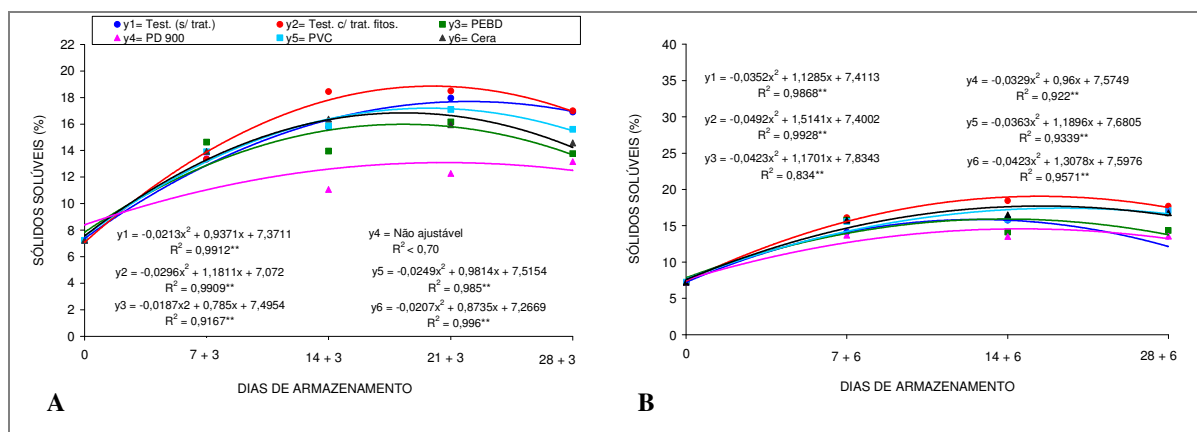 y1= Test. (s/ trat.) y2= Test. c/ trat. fitos. y3= PEBD
y4= PD 900 y5= PVC y6= Cera
SÓLIDOS SOLÚVEIS (%)
22
20
18
16
14
12
10
8
6
4
2
0
y1 = -0,0213x² + 0,9371x + 7,3711
R² = 0,9912**
y2 = -0,0296x² + 1,1811x + 7,072
R² = 0,9909**
y3 = -0,0187x2 + 0,785x + 7,4954
R² = 0,9167**
y4 = Não ajustável
R² < 0,70
y5 = -0,0249x² + 0,9814x + 7,5154
R² = 0,985**
y6 = -0,0207x² + 0,8735x + 7,2669
R² = 0,996**
0 7 + 3 14 + 3 21 + 3 28 + 3
DIAS DE ARMAZENAMENTO
A
SÓLIDOS SOLÚVEIS (%)
40
35
30
25
20
15
10
5
0
y1 = -0,0352x² + 1,1285x + 7,4113
R² = 0,9868**
y2 = -0,0492x² + 1,5141x + 7,4002
R² = 0,9928**
y3 = -0,0423x² + 1,1701x + 7,8343
R² = 0,834**
y4 = -0,0329x² + 0,96x + 7,5749
R² = 0,922**
y5 = -0,0363x² + 1,1896x + 7,6805
R² = 0,9339**
y6 = -0,0423x² + 1,3078x + 7,5976
R² = 0,9571**
0 7 + 6 14 + 6 28 + 6
DIAS DE ARMAZENAMENTO
B